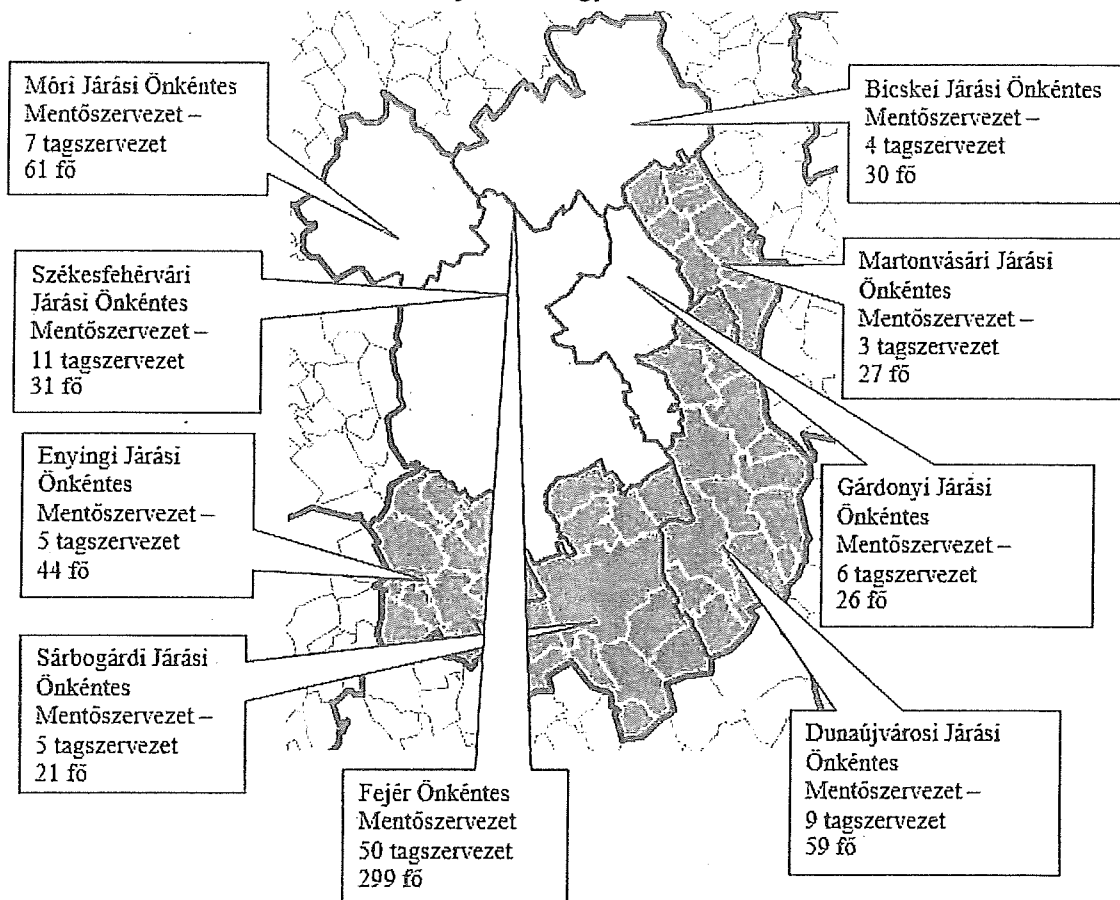 Móri Járási Önkéntes
Mentőszervezet –
7 tagszervezet
61 fő
Bicskei Járási Önkéntes
Mentőszervezet –
4 tagszervezet
30 fő
Székesfehérvári
Járási Önkéntes
Mentőszervezet –
11 tagszervezet
31 fő
Martonvásári Járási
Önkéntes
Mentőszervezet –
3 tagszervezet
27 fő
Enyingi Járási
Önkéntes
Mentőszervezet –
5 tagszervezet
44 fő
Gárdonyi Járási
Önkéntes
Mentőszervezet –
6 tagszervezet
26 fő
Sárbogárdi Járási
Önkéntes
Mentőszervezet –
5 tagszervezet
21 fő
Dunaújvárosi Járási
Önkéntes
Mentőszervezet –
9 tagszervezet
59 fő
Fejér Önkéntes
Mentőszervezet
50 tagszervezet
299 fő